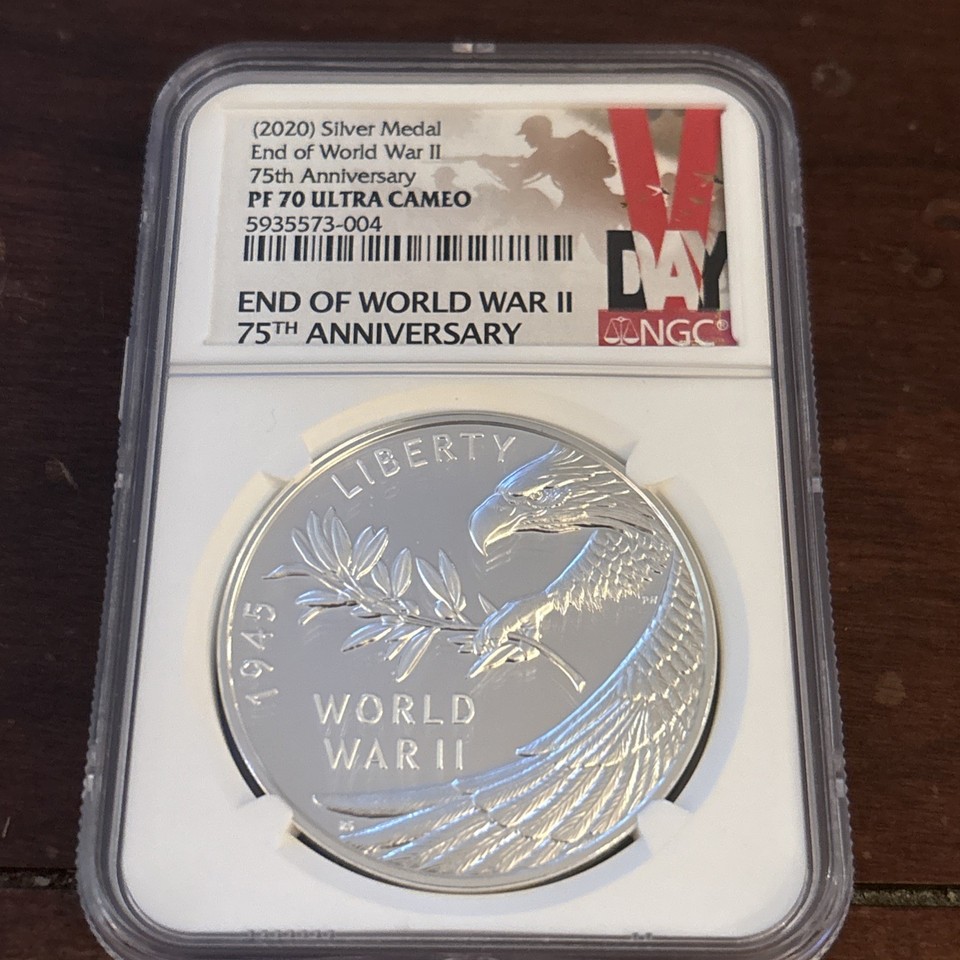 (2020) Silver Medal
End of World War II
75th Anniversary
PF 70 ULTRA CAMEO
5935573-004
END OF WORLD WAR II
75TH ANNIVERSARY
V
DAY
NGC®
LIBERTY
1945
WORLD
WAR II
PH